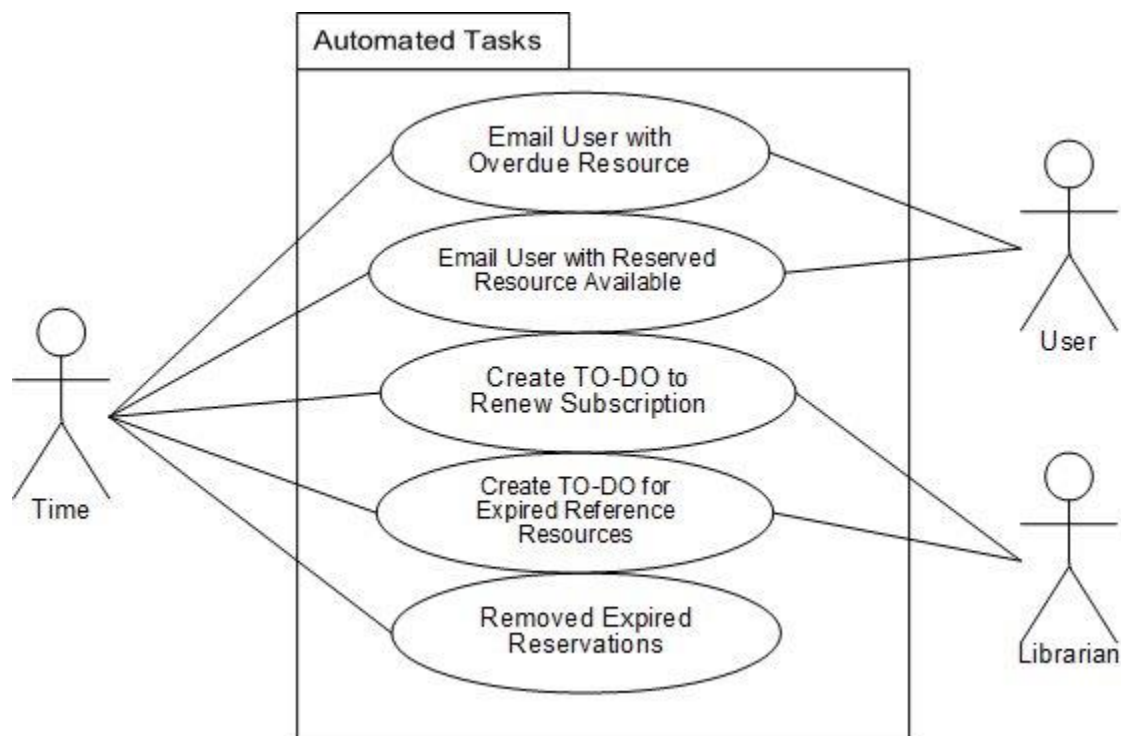 Automated Tasks
Email User with
Overdue Resource
Email User with Reserved
Resource Available
User
Create TO-DO to
Renew Subscription
Time
Create TO-DO for
Expired Reference
Resources
Removed Expired
Reservations
Librarian